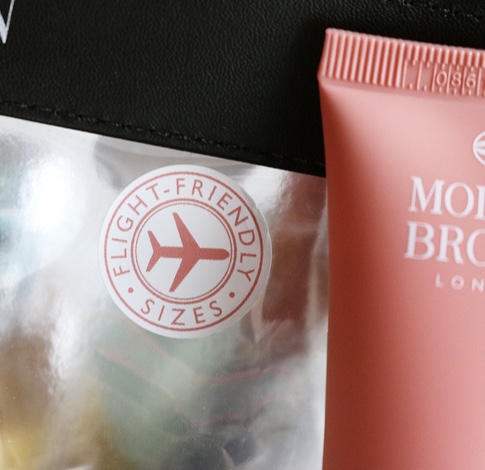 FLIGHT-FRIENDLY
• SIZES •
MOL
BRO
LON